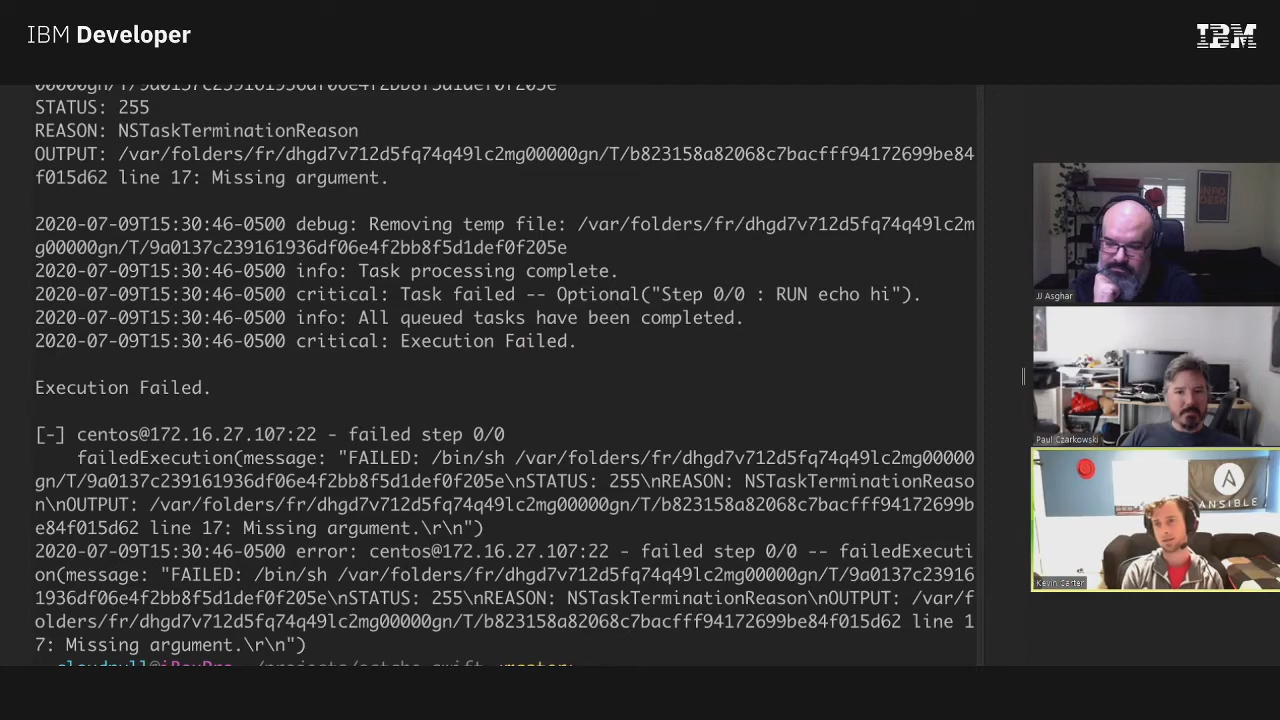 IBM Developer
IBM
00000gn/T/9a0137c239161936df06e4f2bb8f5d1def0f205e
STATUS: 255
REASON: NSTaskTerminationReason
OUTPUT: /var/folders/fr/dhgd7v712d5fq74q49lc2mg00000gn/T/b823158a82068c7bacfff94172699be84
f015d62 line 17: Missing argument.
2020-07-09T15:30:46-0500 debug: Removing temp file: /var/folders/fr/dhgd7v712d5fq74q49lc2m
g00000gn/T/9a0137c239161936df06e4f2bb8f5d1def0f205e
2020-07-09T15:30:46-0500 info: Task processing complete.
2020-07-09T15:30:46-0500 critical: Task failed -- Optional("Step 0/0 : RUN echo hi").
2020-07-09T15:30:46-0500 info: All queued tasks have been completed.
2020-07-09T15:30:46-0500 critical: Execution Failed.
Execution Failed.
[-] centos@172.16.27.107:22 - failed step 0/0
failedExecution(message: "FAILED: /bin/sh /var/folders/fr/dhgd7v712d5fq74q49lc2mg00000
gn/T/9a0137c239161936df06e4f2bb8f5d1def0f205e\nSTATUS: 255\nREASON: NSTaskTerminationReaso
n\nOUTPUT: /var/folders/fr/dhgd7v712d5fq74q49lc2mg00000gn/T/b823158a82068c7bacfff94172699b
e84f015d62 line 17: Missing argument.\r\n")
2020-07-09T15:30:46-0500 error: centos@172.16.27.107:22 - failed step 0/0 -- failedExecuti
on(message: "FAILED: /bin/sh /var/folders/fr/dhgd7v712d5fq74q49lc2mg00000gn/T/9a0137c23916
1936df06e4f2bb8f5d1def0f205e\nSTATUS: 255\nREASON: NSTaskTerminationReason\nOUTPUT: /var/f
olders/fr/dhgd7v712d5fq74q49lc2mg00000gn/T/b823158a82068c7bacfff94172699be84f015d62 line 1
7: Missing argument.\r\n")
INFO
DESK
JJ Asghar
Paul Czarkowski
ANSIBLE
Kevin Carter